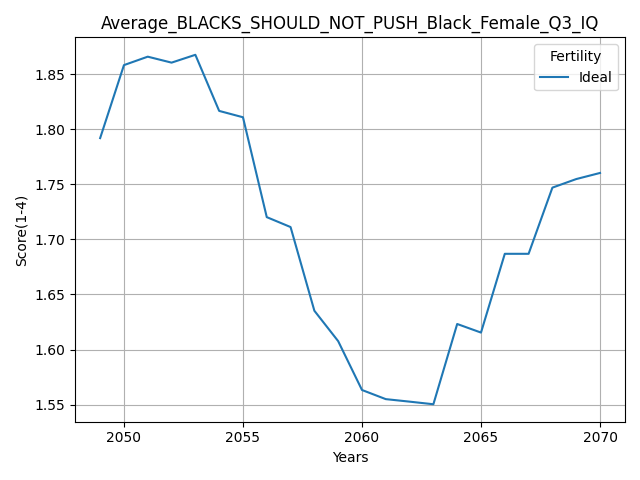 Average_BLACKS_SHOULD_NOT_PUSH_Black_Female_Q3_IQ
Fertility
Ideal
Score(1-4)
1.85
1.80
1.75
1.70
1.65
1.60
1.55
2050 2055 2060 2065 2070
Years